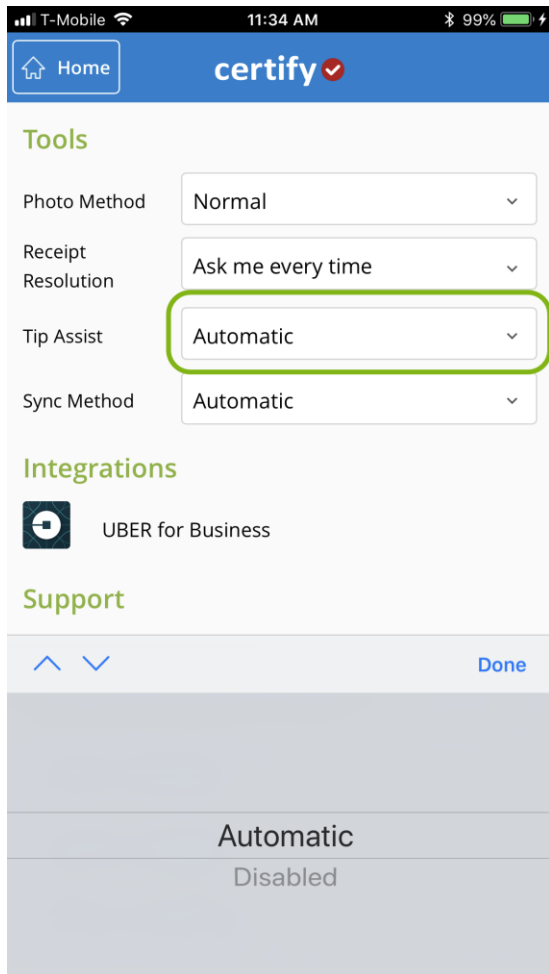 T-Mobile 11:34 AM 99%
Home certify
Tools
Photo Method Normal
Receipt
Resolution
Ask me every time
Tip Assist Automatic
Sync Method Automatic
Integrations
UBER for Business
Support
Done
Automatic
Disabled